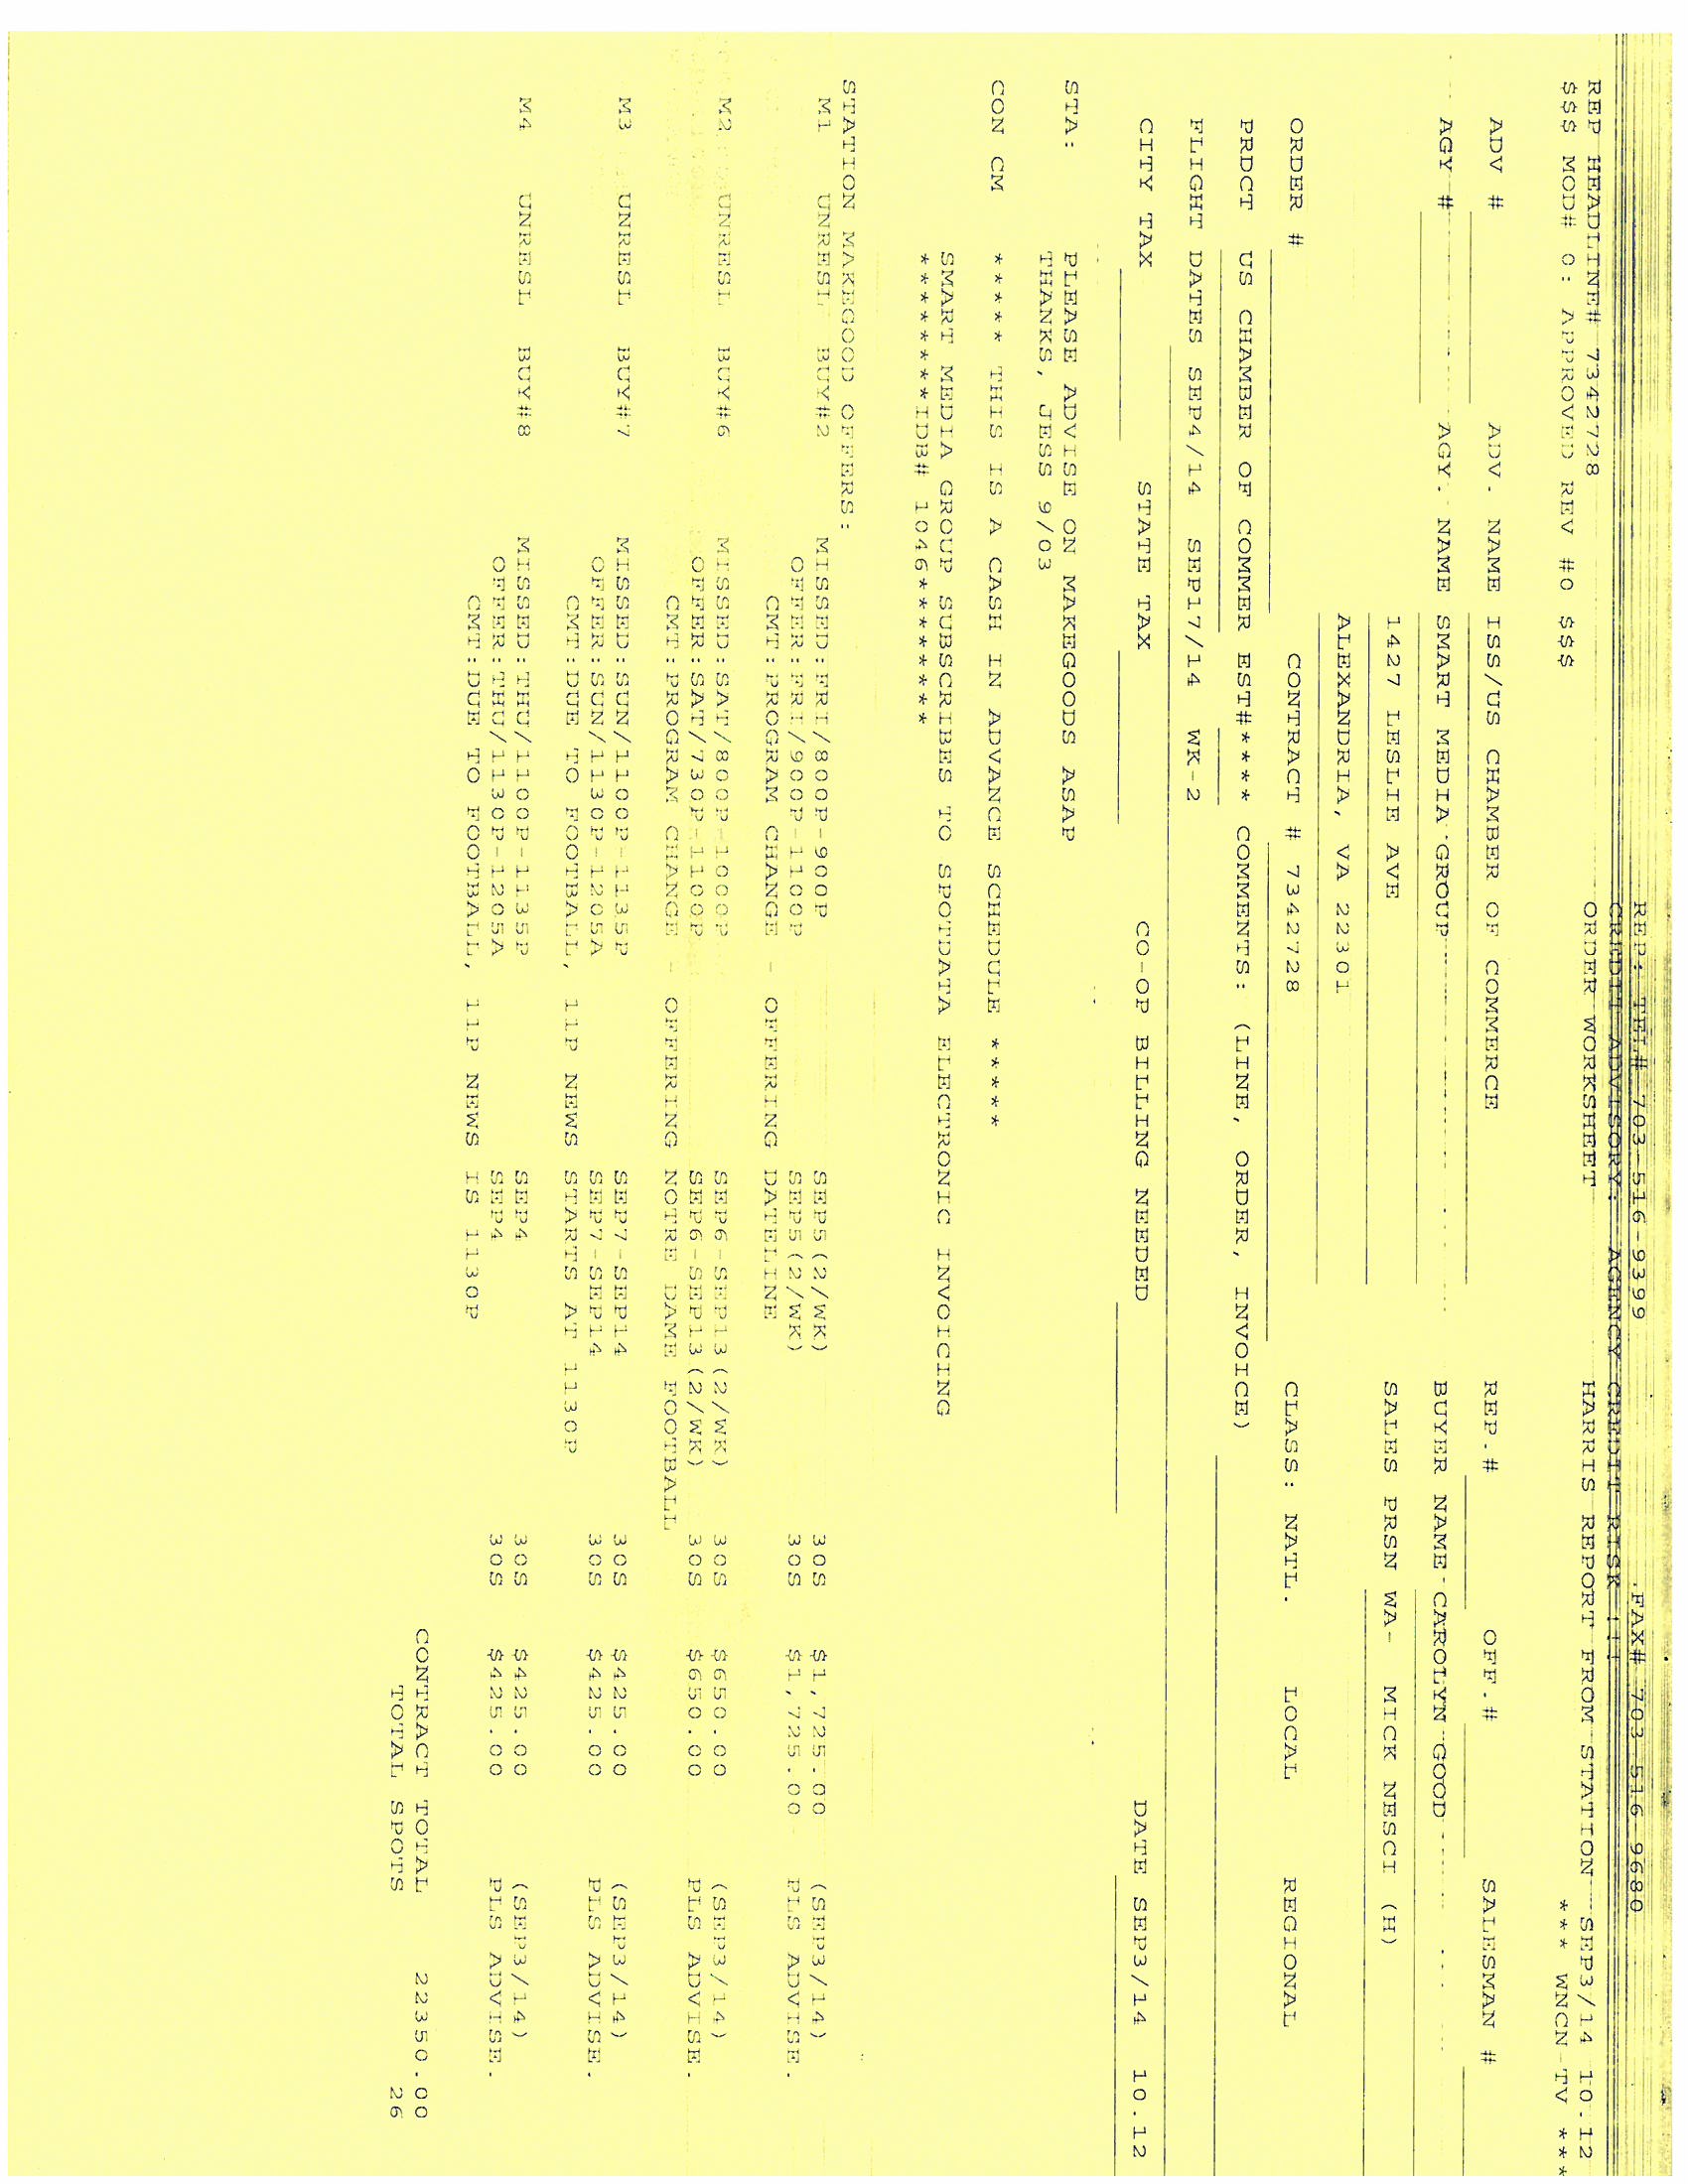 REP. TEL# 703-516-9399 FAX# 703-516-9680
CREDIT ADVISORY: AGENCY CREDIT RISK !!!
ORDER WORKSHEET HARRIS REPORT FROM STATION SEP3/14 10.12
REP HEADLINE# 7342728 *** WNCN-TV ***
$$$ MOD# 0: APPROVED REV #0 $$$
ADV # ADV. NAME ISS/US CHAMBER OF COMMERCE REP.# OFF.# SALESMAN #
AGY # AGY. NAME SMART MEDIA GROUP BUYER NAME CAROLYN GOOD
1427 LESLIE AVE SALES PRSN WA- MICK NESCI (H)
ALEXANDRIA, VA 22301
ORDER # CONTRACT # 7342728 CLASS: NATL. LOCAL REGIONAL
PRDCT US CHAMBER OF COMMER EST#**** COMMENTS: (LINE, ORDER, INVOICE)
FLIGHT DATES SEP4/14 SEP17/14 WK-2
CITY TAX STATE TAX CO-OP BILLING NEEDED DATE SEP3/14 10.12
STA: PLEASE ADVISE ON MAKEGOODS ASAP
THANKS, JESS 9/03
CON CM ***** THIS IS A CASH IN ADVANCE SCHEDULE *****
SMART MEDIA GROUP SUBSCRIBES TO SPOTDATA ELECTRONIC INVOICING
*********IDB# 1046*********
STATION MAKEGOOD OFFERS:
M1 UNRESL BUY#2 MISSED:FRI/800P-900P SEP5(2/WK) 30S $1,725.00 (SEP3/14)
OFFER:FRI/900P-1100P SEP5(2/WK) 30S $1,725.00 PLS ADVISE.
CMT:PROGRAM CHANGE - OFFERING DATELINE
M2 UNRESL BUY#6 MISSED:SAT/800P-1000P SEP6-SEP13(2/WK) 30S $650.00 (SEP3/14)
OFFER:SAT/730P-1100P SEP6-SEP13(2/WK) 30S $650.00 PLS ADVISE.
CMT:PROGRAM CHANGE - OFFERING NOTRE DAME FOOTBALL
M3 UNRESL BUY#7 MISSED:SUN/1100P-1135P SEP7-SEP14 30S $425.00 (SEP3/14)
OFFER:SUN/1130P-1205A SEP7-SEP14 30S $425.00 PLS ADVISE.
CMT:DUE TO FOOTBALL, 11P NEWS STARTS AT 1130P
M4 UNRESL BUY#8 MISSED:THU/1100P-1135P SEP4 30S $425.00 (SEP3/14)
OFFER:THU/1130P-1205A SEP4 30S $425.00 PLS ADVISE.
CMT:DUE TO FOOTBALL, 11P NEWS IS 1130P
CONTRACT TOTAL 22350.00
TOTAL SPOTS 26